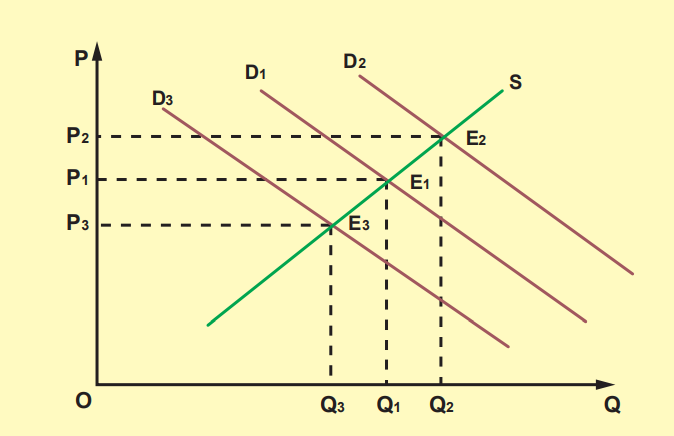 P
D₃
D₁
D₂
S
P₂
E₂
P₁
E₁
P₃
E₃
O
Q₃
Q₁
Q₂
Q